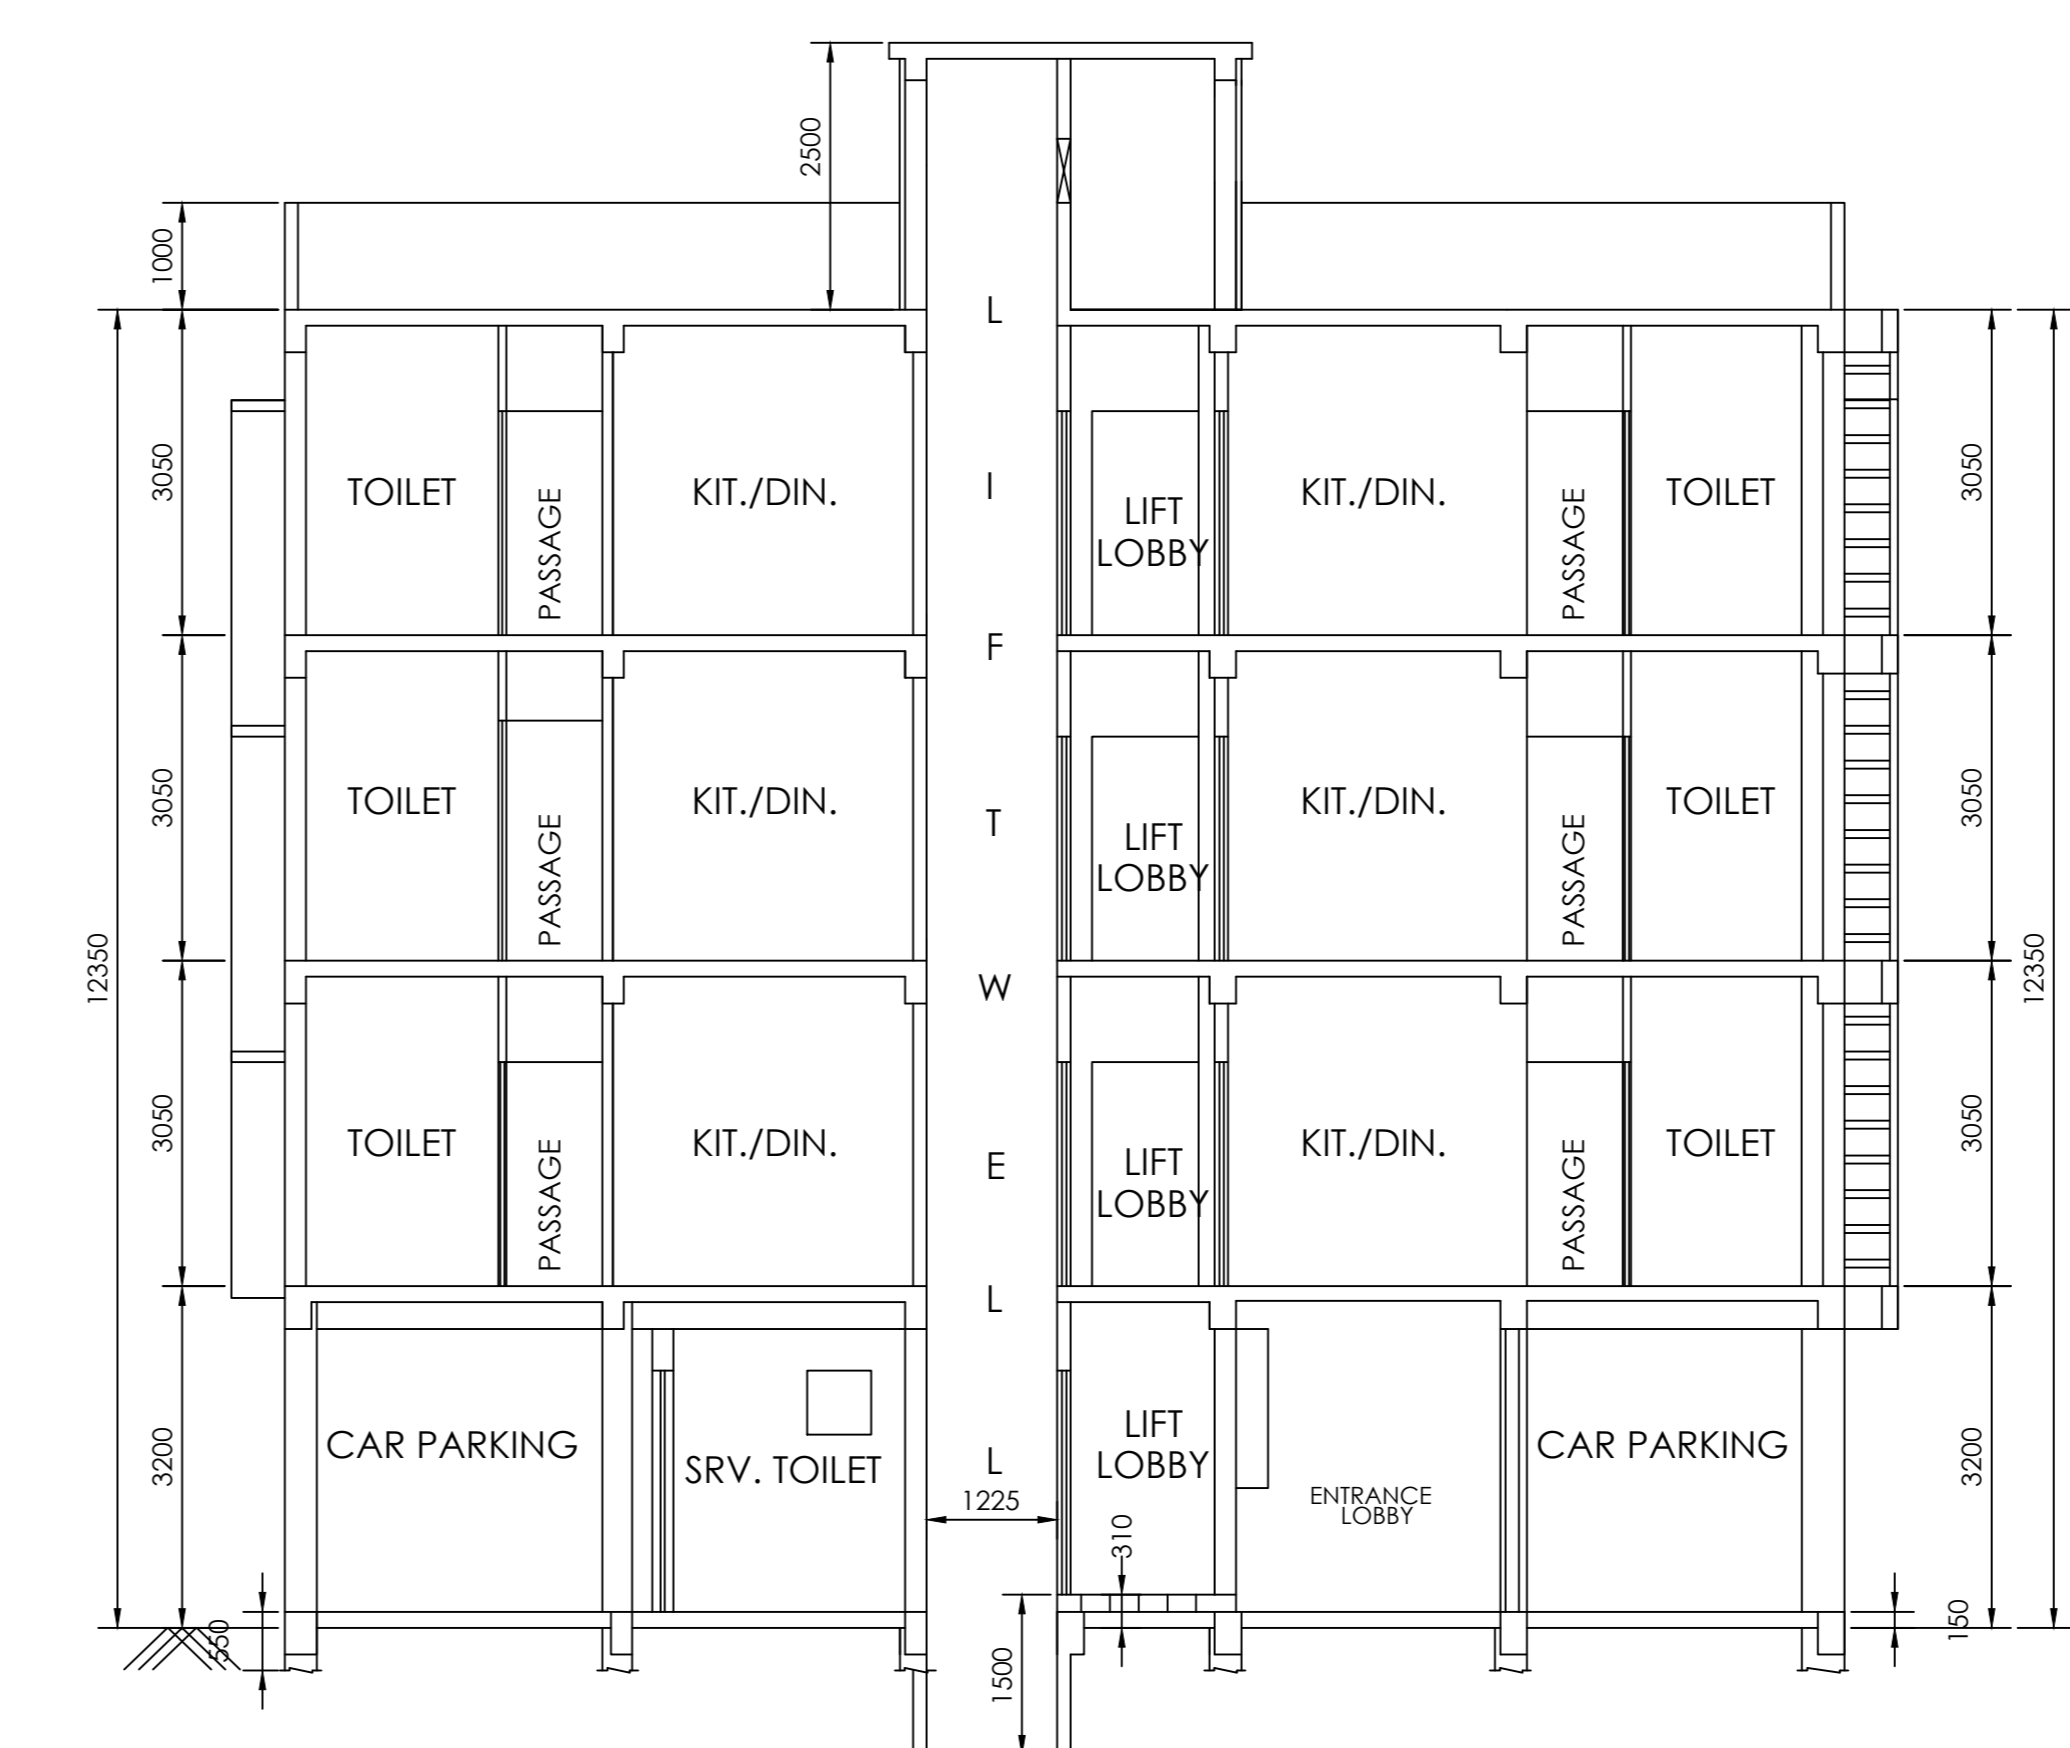 2500
1000
L
3050
TOILET
PASSAGE
KIT./DIN.
I
LIFT
LOBBY
KIT./DIN.
PASSAGE
TOILET
3050
F
3050
TOILET
PASSAGE
KIT./DIN.
T
LIFT
LOBBY
KIT./DIN.
PASSAGE
TOILET
3050
12350
W
12350
3050
TOILET
PASSAGE
KIT./DIN.
E
LIFT
LOBBY
KIT./DIN.
PASSAGE
TOILET
3050
L
3200
CAR PARKING
SRV. TOILET
L
1225
LIFT
LOBBY
310
ENTRANCE
LOBBY
CAR PARKING
3200
550
1500
150